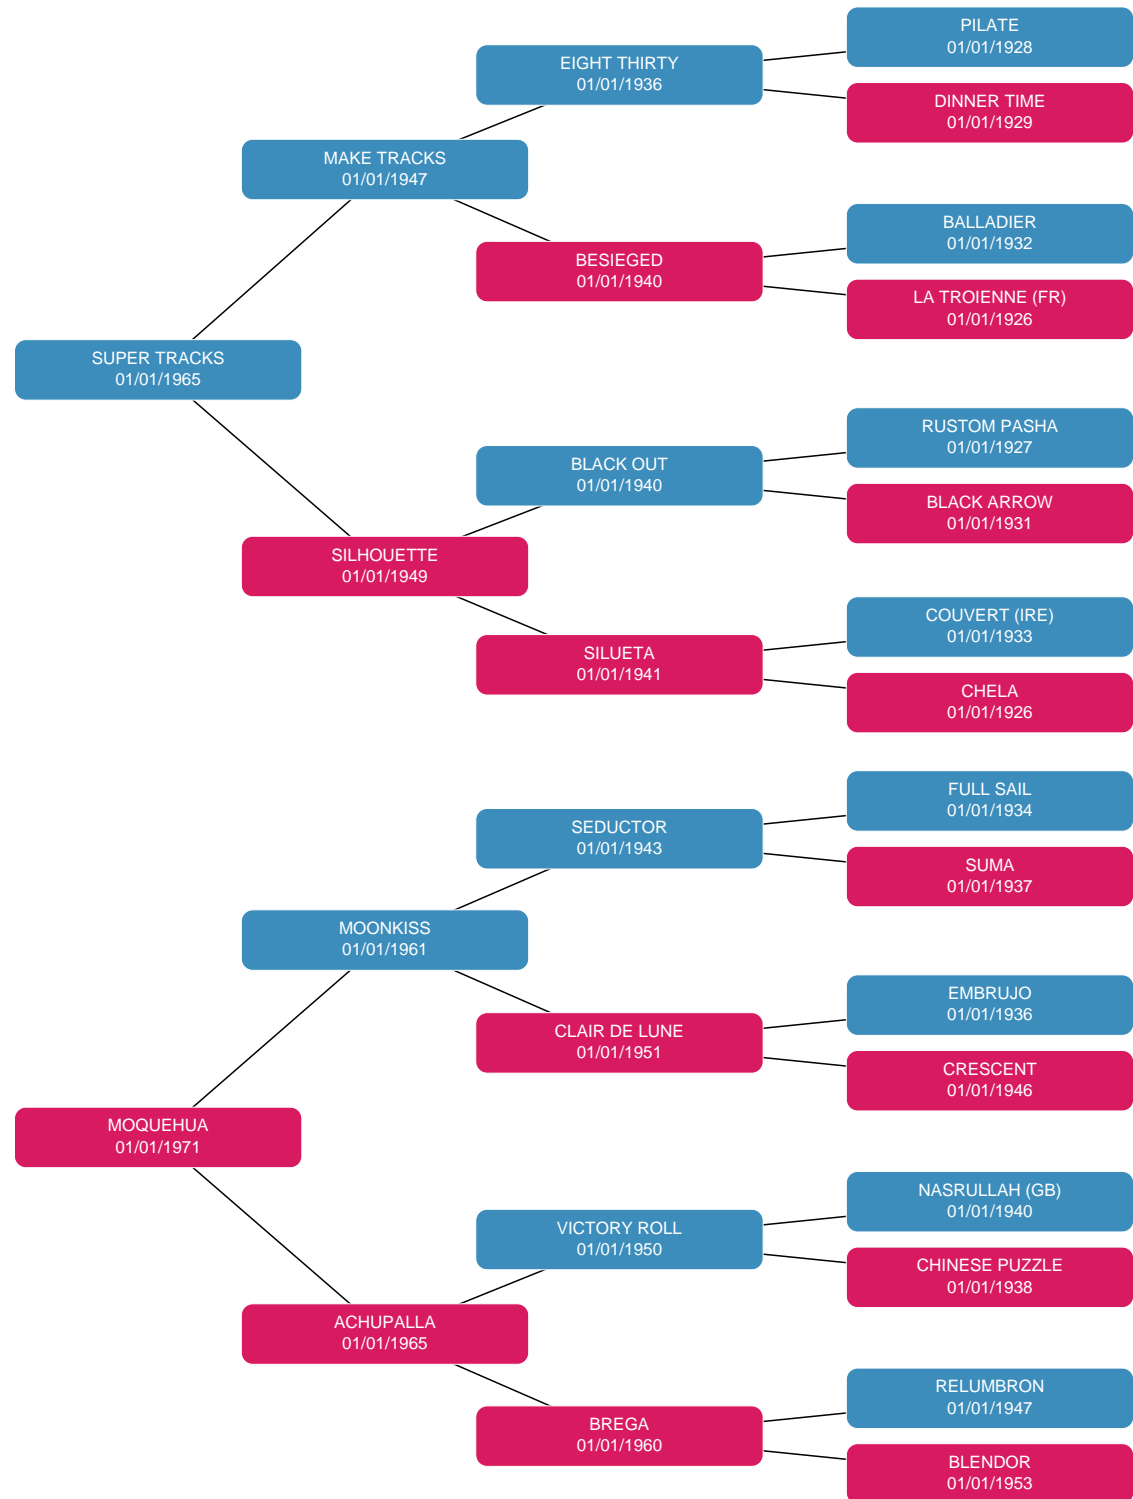 PILATE
01/01/1928
EIGHT THIRTY
01/01/1936
DINNER TIME
01/01/1929
MAKE TRACKS
01/01/1947
BALLADIER
01/01/1932
BESIEGED
01/01/1940
LA TROIENNE (FR)
01/01/1926
SUPER TRACKS
01/01/1965
RUSTOM PASHA
01/01/1927
BLACK OUT
01/01/1940
BLACK ARROW
01/01/1931
SILHOUETTE
01/01/1949
COUVERT (IRE)
01/01/1933
SILUETA
01/01/1941
CHELA
01/01/1926
FULL SAIL
01/01/1934
SEDUCTOR
01/01/1943
SUMA
01/01/1937
MOONKISS
01/01/1961
EMBRUJO
01/01/1936
CLAIR DE LUNE
01/01/1951
CRESCENT
01/01/1946
MOQUEHUA
01/01/1971
NASRULLAH (GB)
01/01/1940
VICTORY ROLL
01/01/1950
CHINESE PUZZLE
01/01/1938
ACHUPALLA
01/01/1965
RELUMBRON
01/01/1947
BREGA
01/01/1960
BLENDOR
01/01/1953